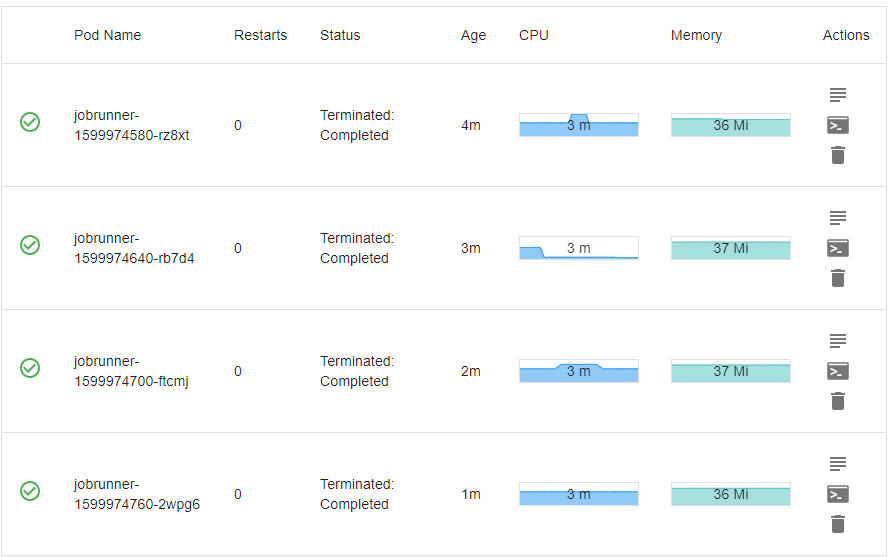 Pod Name Restarts Status Age CPU Memory Actions
jobrunner-
1599974580-rz8xt
0
Terminated:
Completed
4m
3 m
36 Mi
jobrunner-
1599974640-rb7d4
0
Terminated:
Completed
3m
3 m
37 Mi
jobrunner-
1599974700-ftcmj
0
Terminated:
Completed
2m
3 m
37 Mi
jobrunner-
1599974760-2wpg6
0
Terminated:
Completed
1m
3 m
36 Mi